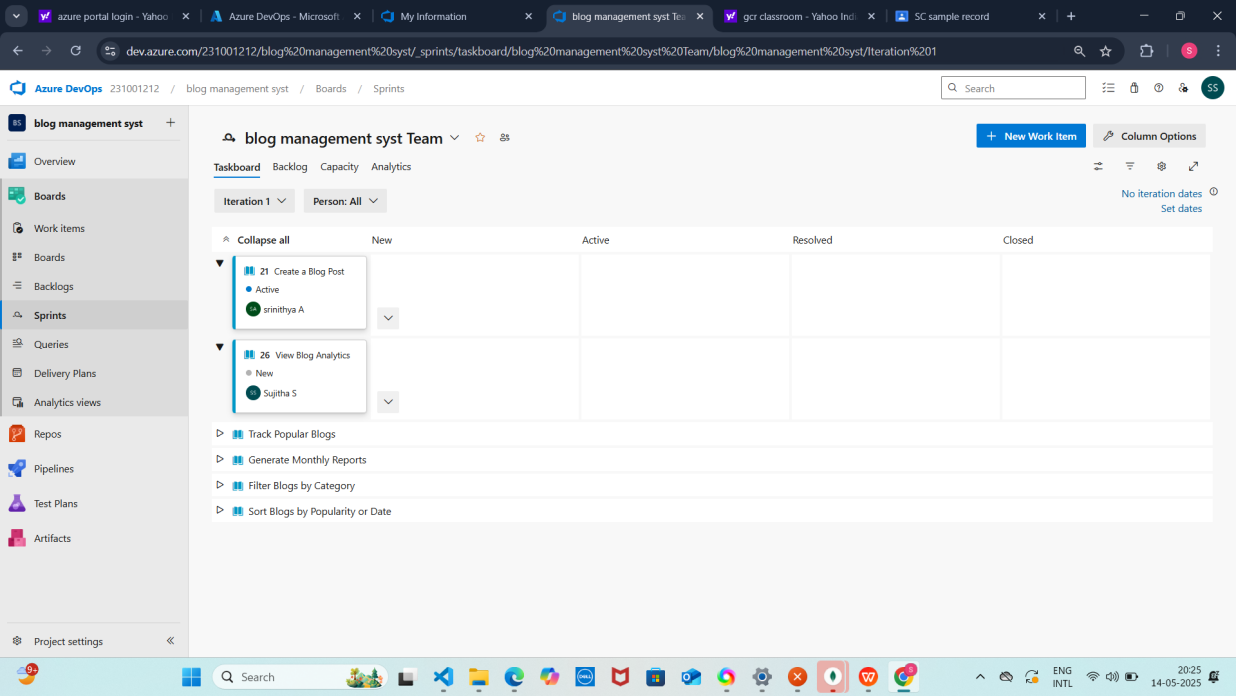 azure portal login - Yahoo
Azure DevOps - Microsoft
My Information
blog management syst Tea
gcr classroom - Yahoo Indi
SC sample record
dev.azure.com/231001212/blog%20management%20syst/_sprints/taskboard/blog%20management%20syst%20Team/blog%20management%20syst/Iteration%201
S
Azure DevOps 231001212 / blog management syst / Boards / Sprints
Search
SS
BS blog management syst
Overview
Boards
Work items
Boards
Backlogs
Sprints
Queries
Delivery Plans
Analytics views
Repos
Pipelines
Test Plans
Artifacts
Project settings
blog management syst Team
New Work Item
Column Options
Taskboard Backlog Capacity Analytics
Iteration 1
Person: All
No iteration dates
Set dates
Collapse all New Active Resolved Closed
21 Create a Blog Post
Active
SA srinithya A
26 View Blog Analytics
New
SS Sujitha S
Track Popular Blogs
Generate Monthly Reports
Filter Blogs by Category
Sort Blogs by Popularity or Date
9+
Search
DELL
S
ENG
INTL
20:25
14-05-2025